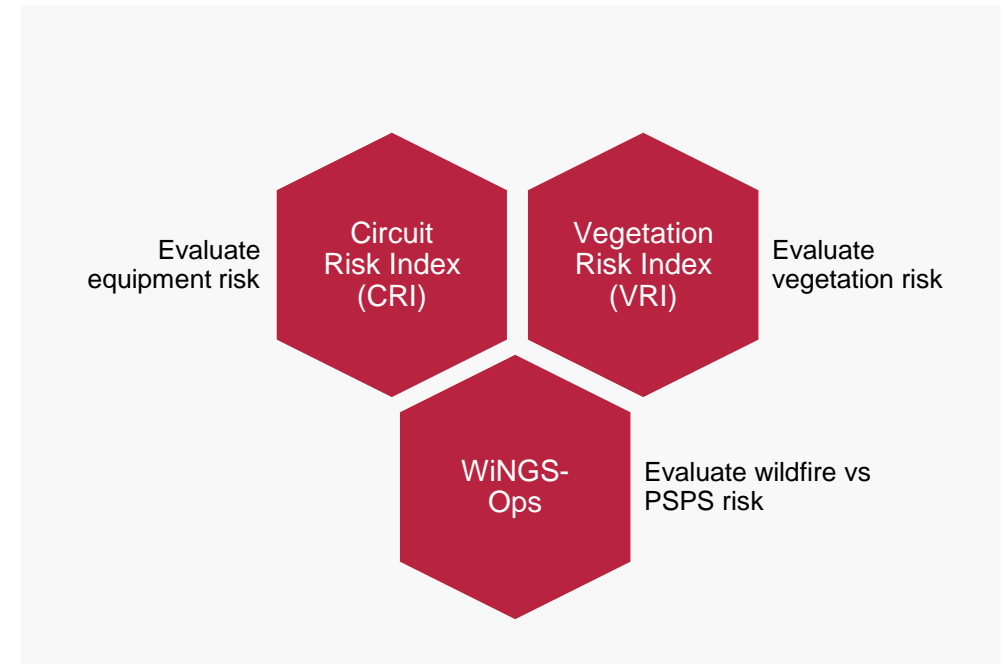 Evaluate
equipment risk
Circuit
Risk Index
(CRI)
Vegetation
Risk Index
(VRI)
Evaluate
vegetation risk
WiNGS-
Ops
Evaluate wildfire vs
PSPS risk